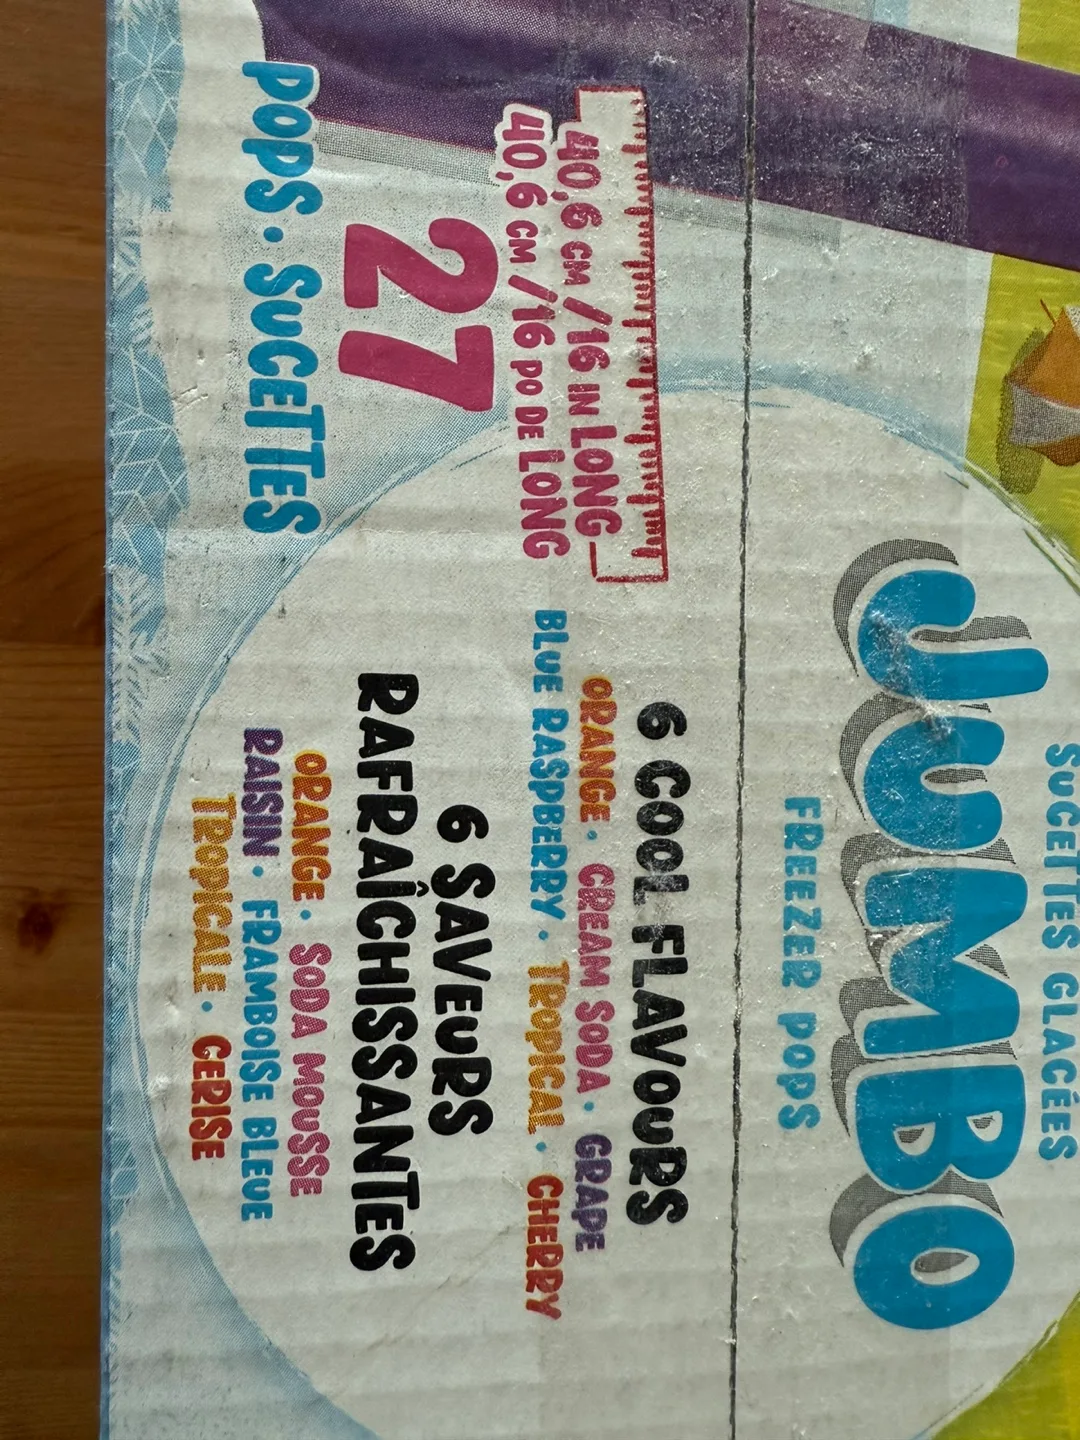 SUCETTES GLACÉES
JUMBO
FREEZER POPS
6 COOL FLAVOURS
ORANGE · CREAM SODA · GRAPE
BLUE RASPBERRY · TROPICAL · CHERRY
6 SAVEURS
RAFRAÎCHISSANTES
ORANGE · SODA MOUSSE
RAISIN · FRAMBOISE BLEUE
TROPICALE · CERISE
40,6 CM / 16 IN LONG
40,6 CM / 16 PO DE LONG
27
POPS · SUCETTES